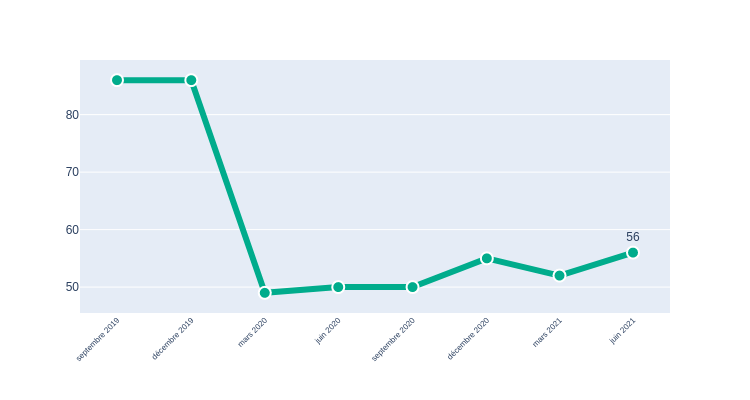 80
70
60
50
56
septembre 2019
décembre 2019
mars 2020
juin 2020
septembre 2020
décembre 2020
mars 2021
juin 2021